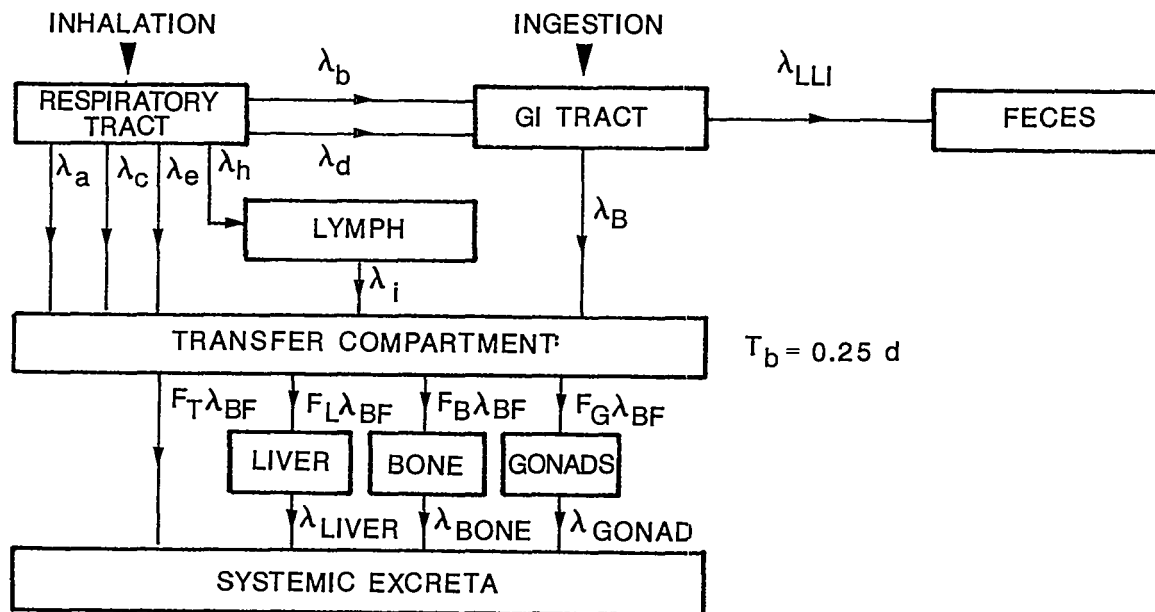 INHALATION
INGESTION
RESPIRATORY
TRACT
λb
λd
GI TRACT
λLLI
FECES
λa
λc
λe
λh
LYMPH
λi
λB
TRANSFER COMPARTMENT
Tb = 0.25 d
FTλBF
FLλBF
FBλBF
FGλBF
LIVER
BONE
GONADS
λLIVER
λBONE
λGONAD
SYSTEMIC EXCRETA